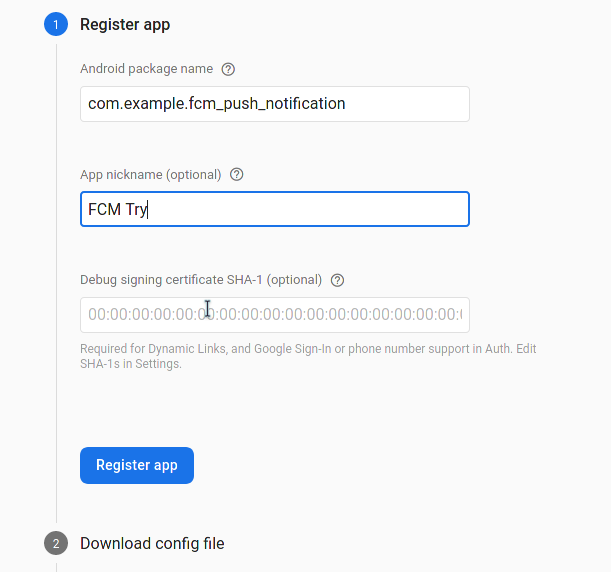 1 Register app
Android package name ?
com.example.fcm_push_notification
App nickname (optional) ?
FCM Try
Debug signing certificate SHA-1 (optional) ?
00:00:00:00:00:00:00:00:00:00:00:00:00:00:00:00:00:
Required for Dynamic Links, and Google Sign-In or phone number support in Auth. Edit
SHA-1s in Settings.
Register app
2 Download config file